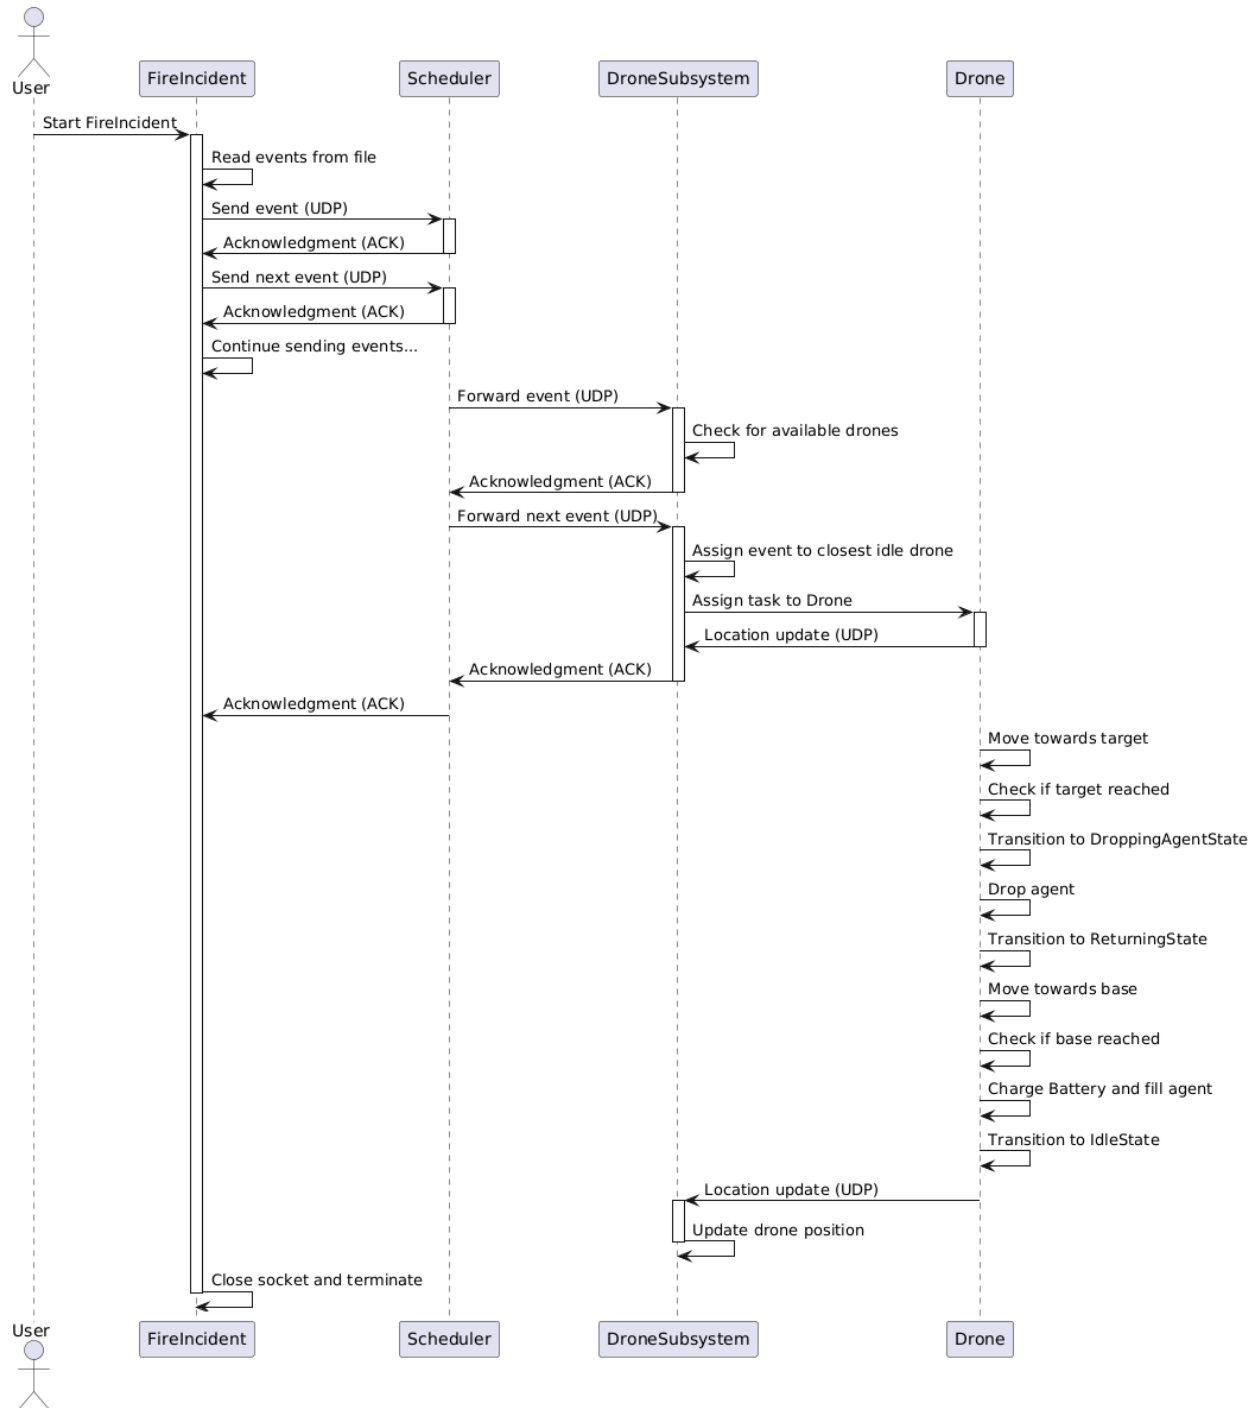 User
FireIncident
Scheduler
DroneSubsystem
Drone
Start FireIncident
Read events from file
Send event (UDP)
Acknowledgment (ACK)
Send next event (UDP)
Acknowledgment (ACK)
Continue sending events...
Forward event (UDP)
Check for available drones
Acknowledgment (ACK)
Forward next event (UDP)
Assign event to closest idle drone
Assign task to Drone
Location update (UDP)
Acknowledgment (ACK)
Acknowledgment (ACK)
Move towards target
Check if target reached
Transition to DroppingAgentState
Drop agent
Transition to ReturningState
Move towards base
Check if base reached
Charge Battery and fill agent
Transition to IdleState
Location update (UDP)
Update drone position
Close socket and terminate
User
FireIncident
Scheduler
DroneSubsystem
Drone